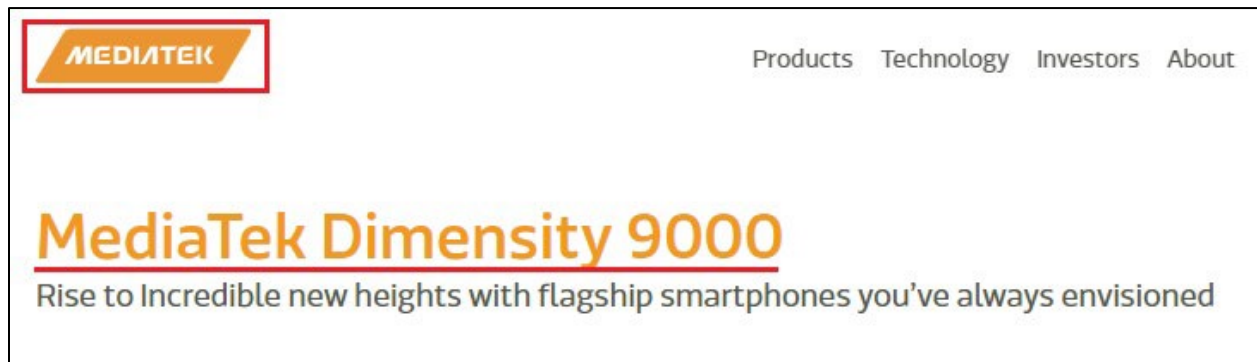 MEDIATEK
Products Technology Investors About
MediaTek Dimensity 9000
Rise to Incredible new heights with flagship smartphones you've always envisioned